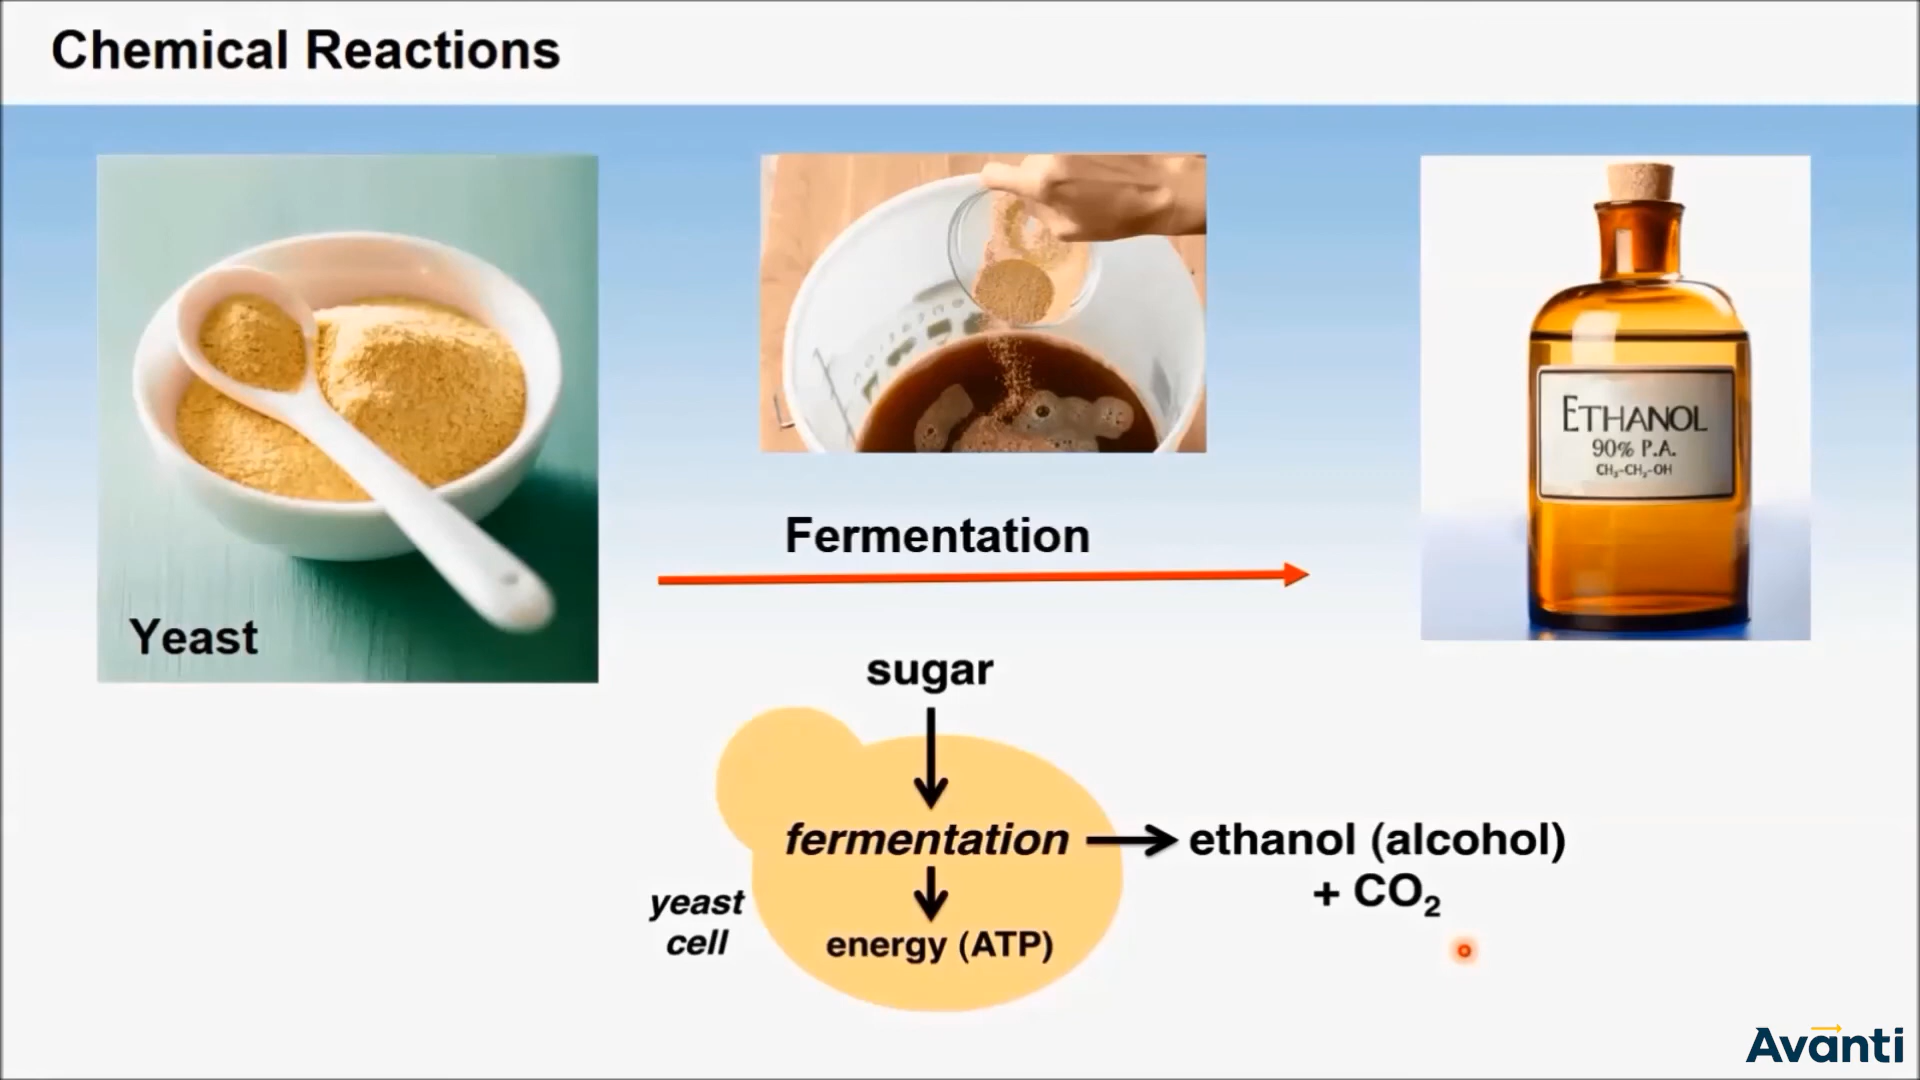 Chemical Reactions
Yeast
Fermentation
ETHANOL
90% P.A.
CH₃-CH₂-OH
sugar
fermentation
ethanol (alcohol)
+ CO₂
yeast
cell
energy (ATP)
Avanti